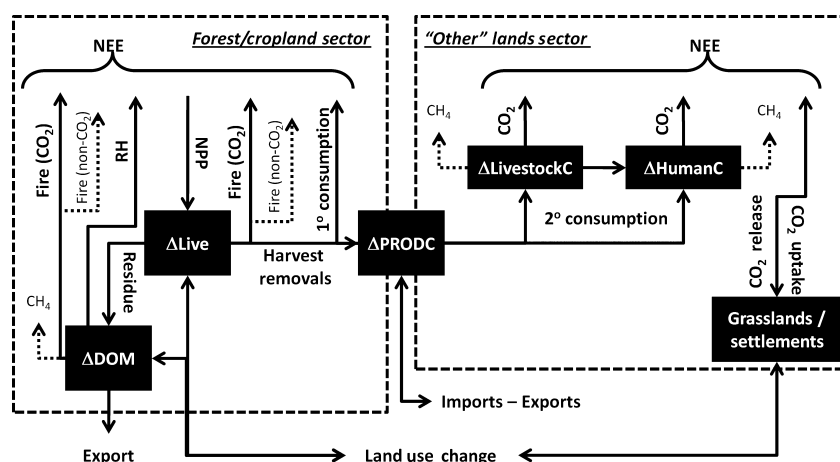 Forest/cropland sector
NEE
Fire (CO₂)
Fire (non-CO₂)
RH
NPP
Fire (CO₂)
Fire (non-CO₂)
1º consumption
ΔLive
Harvest
removals
Residue
CH₄
ΔDOM
Export
ΔPRODC
"Other" lands sector
NEE
CH₄
CO₂
CO₂
CH₄
ΔLivestockC
ΔHumanC
2º consumption
CO₂ release
CO₂ uptake
Grasslands /
settlements
Imports – Exports
Land use change